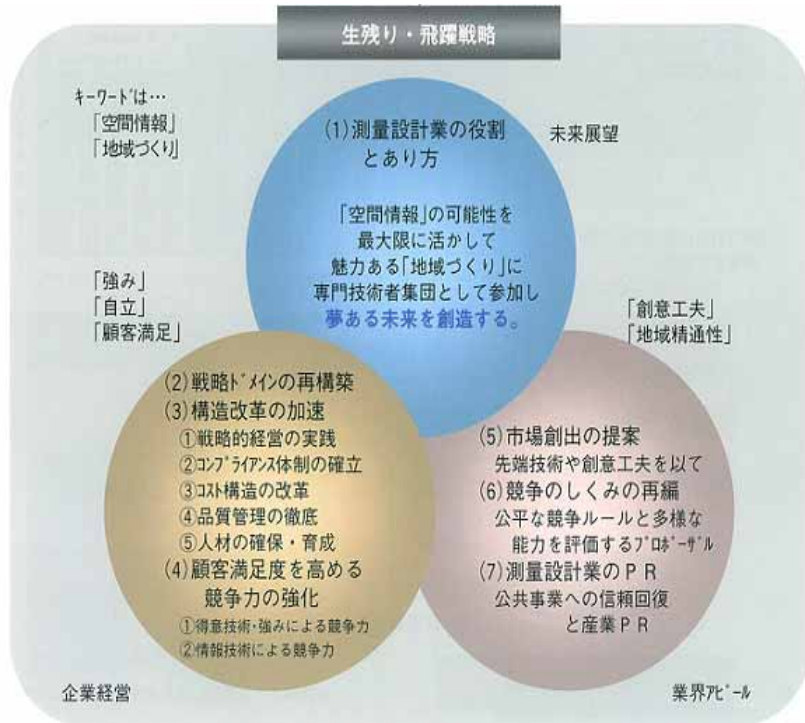 生残り・飛躍戦略
キーワードは…
「空間情報」
「地域づくり」
(1)測量設計業の役割
とあり方
未来展望
「空間情報」の可能性を
最大限に活かして
魅力ある「地域づくり」に
専門技術者集団として参加し
夢ある未来を創造する。
「強み」
「自立」
「顧客満足」
「創意工夫」
「地域精通性」
(2)戦略ドメインの再構築
(3)構造改革の加速
①戦略的経営の実践
②コンプライアンス体制の確立
③コスト構造の改革
④品質管理の徹底
⑤人材の確保・育成
(4)顧客満足度を高める
競争力の強化
①得意技術・強みによる競争力
②情報技術による競争力
(5)市場創出の提案
先端技術や創意工夫を以て
(6)競争のしくみの再編
公平な競争ルールと多様な
能力を評価するプロポーザル
(7)測量設計業のPR
公共事業への信頼回復
と産業PR
企業経営
業界アピール